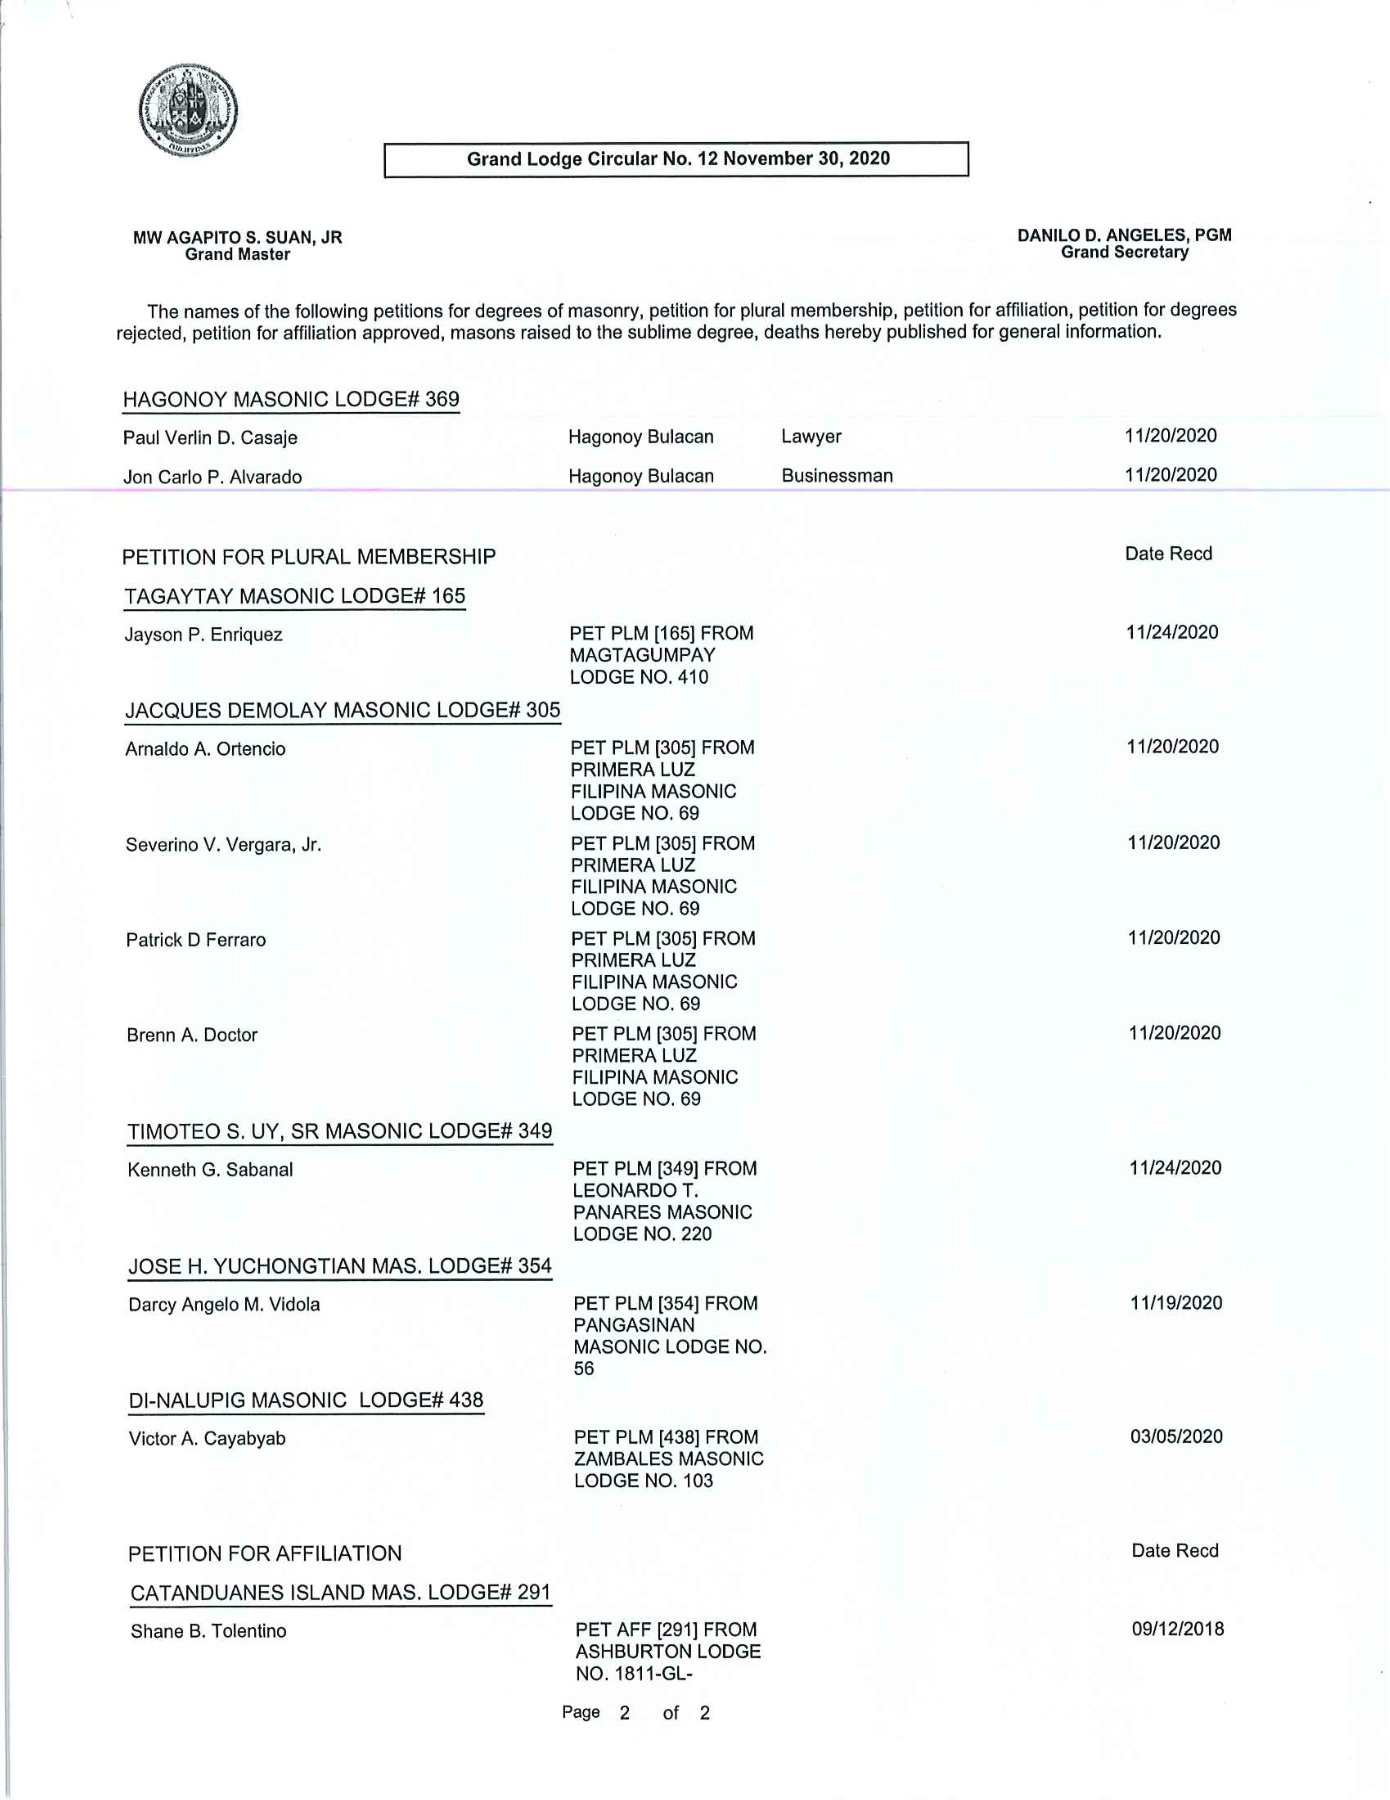 PHILIPPINES
Grand Lodge Circular No. 12 November 30, 2020
MW AGAPITO S. SUAN, JR
Grand Master
DANILO D. ANGELES, PGM
Grand Secretary
The names of the following petitions for degrees of masonry, petition for plural membership, petition for affiliation, petition for degrees
rejected, petition for affiliation approved, masons raised to the sublime degree, deaths hereby published for general information.
HAGONOY MASONIC LODGE# 369
Paul Verlin D. Casaje Hagonoy Bulacan Lawyer 11/20/2020
Jon Carlo P. Alvarado Hagonoy Bulacan Businessman 11/20/2020
PETITION FOR PLURAL MEMBERSHIP Date Recd
TAGAYTAY MASONIC LODGE# 165
Jayson P. Enriquez PET PLM [165] FROM 11/24/2020
MAGTAGUMPAY
LODGE NO. 410
JACQUES DEMOLAY MASONIC LODGE# 305
Arnaldo A. Ortencio PET PLM [305] FROM 11/20/2020
PRIMERA LUZ
FILIPINA MASONIC
LODGE NO. 69
Severino V. Vergara, Jr. PET PLM [305] FROM 11/20/2020
PRIMERA LUZ
FILIPINA MASONIC
LODGE NO. 69
Patrick D Ferraro PET PLM [305] FROM 11/20/2020
PRIMERA LUZ
FILIPINA MASONIC
LODGE NO. 69
Brenn A. Doctor PET PLM [305] FROM 11/20/2020
PRIMERA LUZ
FILIPINA MASONIC
LODGE NO. 69
TIMOTEO S. UY, SR MASONIC LODGE# 349
Kenneth G. Sabanal PET PLM [349] FROM 11/24/2020
LEONARDO T.
PANARES MASONIC
LODGE NO. 220
JOSE H. YUCHONGTIAN MAS. LODGE# 354
Darcy Angelo M. Vidola PET PLM [354] FROM 11/19/2020
PANGASINAN
MASONIC LODGE NO.
56
DI-NALUPIG MASONIC LODGE# 438
Victor A. Cayabyab PET PLM [438] FROM 03/05/2020
ZAMBALES MASONIC
LODGE NO. 103
PETITION FOR AFFILIATION Date Recd
CATANDUANES ISLAND MAS. LODGE# 291
Shane B. Tolentino PET AFF [291] FROM 09/12/2018
ASHBURTON LODGE
NO. 1811-GL-
Page 2 of 2